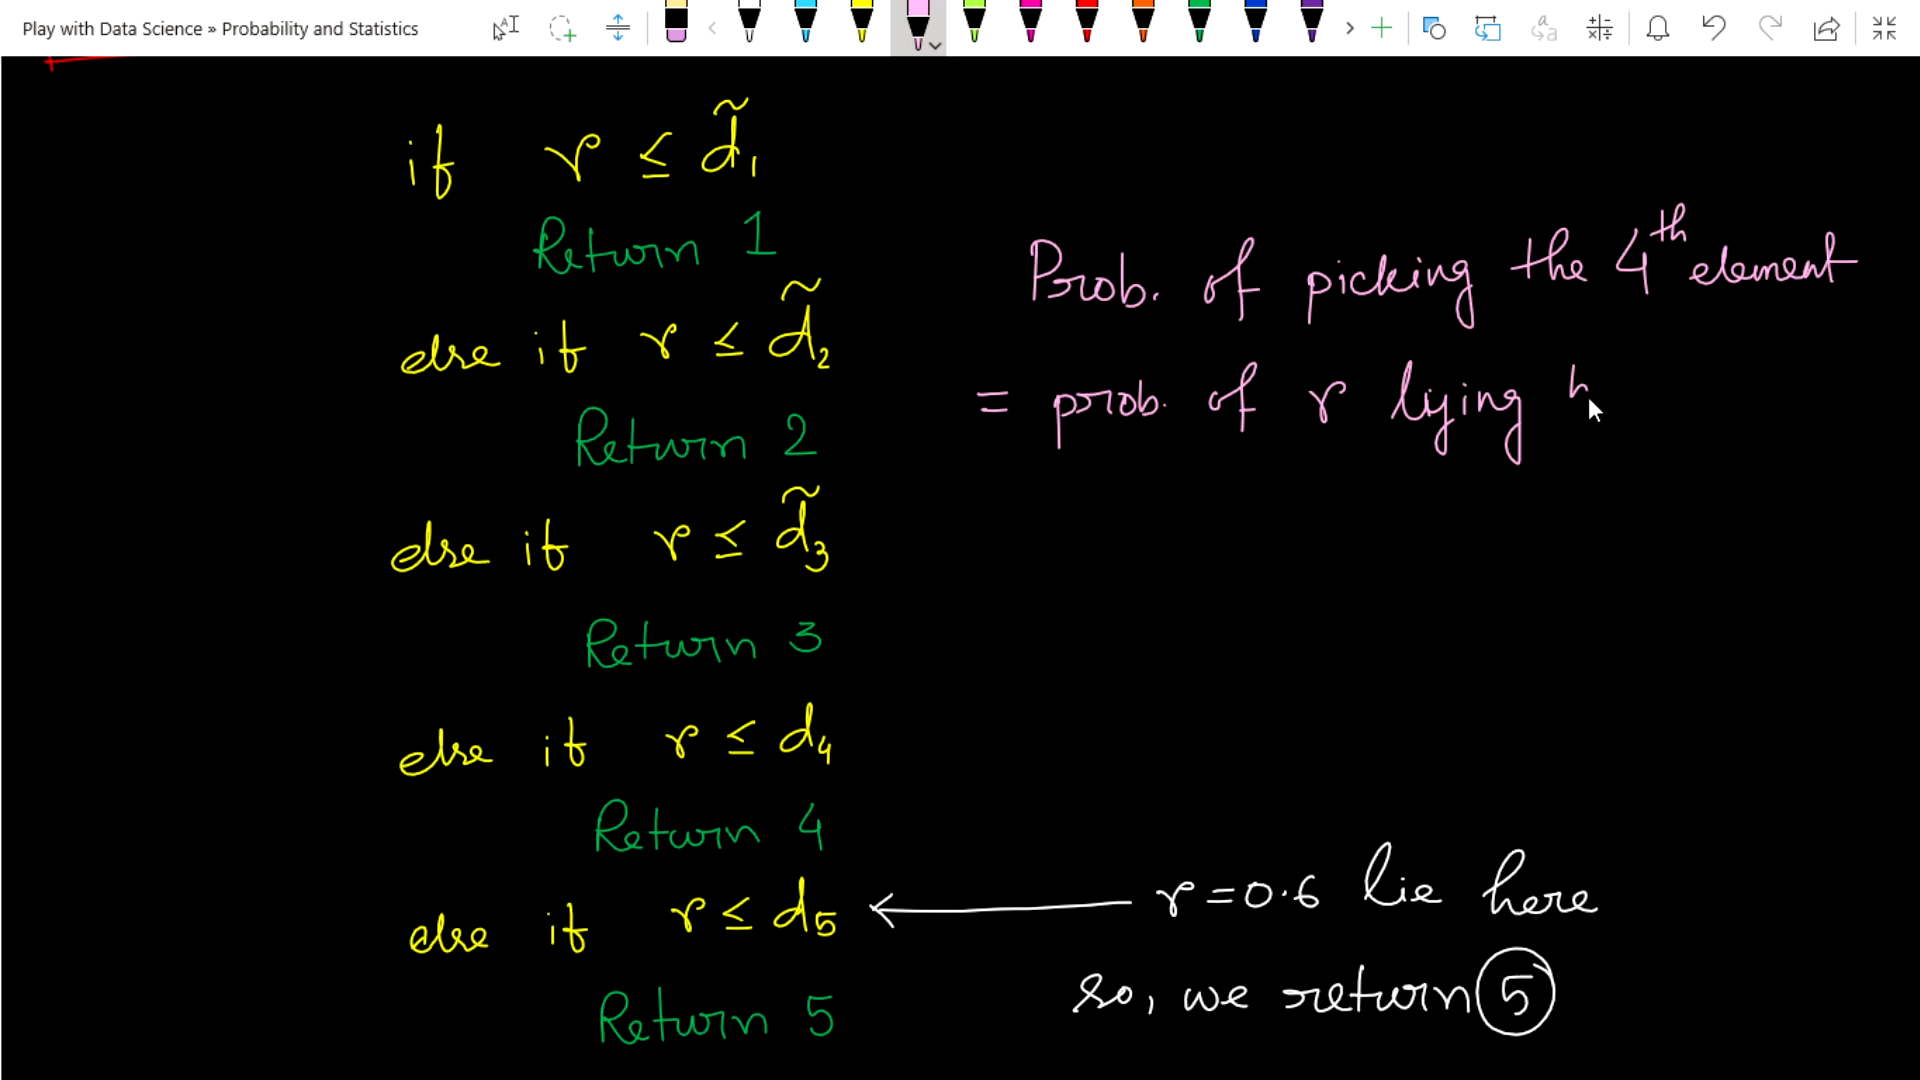 Play with Data Science » Probability and Statistics
if r ≤ d̃₁
Return 1
else if r ≤ d̃₂
Return 2
else if r ≤ d̃₃
Return 3
else if r ≤ d₄
Return 4
else if r ≤ d₅
Return 5
Prob. of picking the 4th element
= prob. of r lying
r = 0.6 lie here
so, we return 5